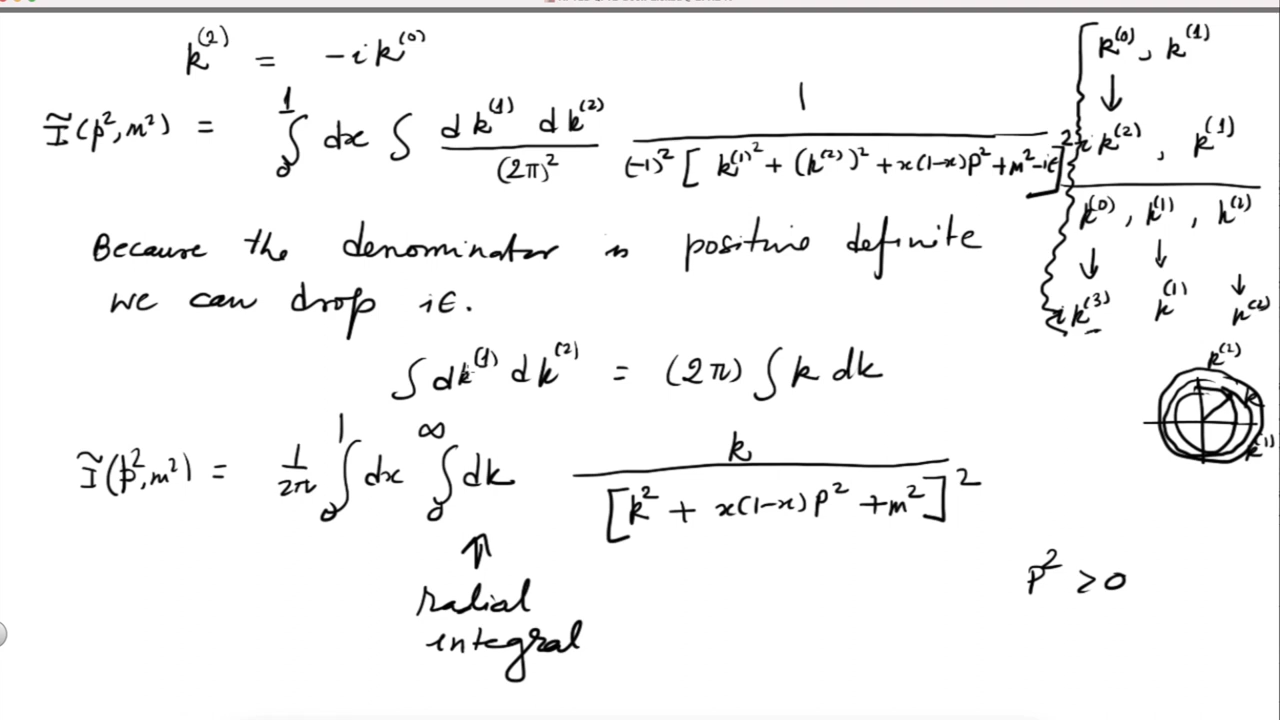 k^(2) = -i k^(0)
Ĩ(p², m²) = ∫₀¹ dx ∫ dk^(1) dk^(2) / (2π)² 1 / (-1)² [ k^(1)² + (k^(2))² + x(1-x)p² + m² - iϵ ]²
Because the denominator is positive definite
we can drop iϵ.
∫ dk^(1) dk^(2) = (2π) ∫ k dk
Ĩ(p², m²) = 1/2π ∫₀¹ dx ∫₀^∞ dk k / [k² + x(1-x)p² + m²]²
↑
radial
integral
p² ≥ 0
k^(0), k^(1)
↓
i k^(2), k^(1)
k^(0), k^(1), k^(2)
↓ ↓ ↓
i k^(3) k^(1) k^(2)
k^(2)
k
k^(1)